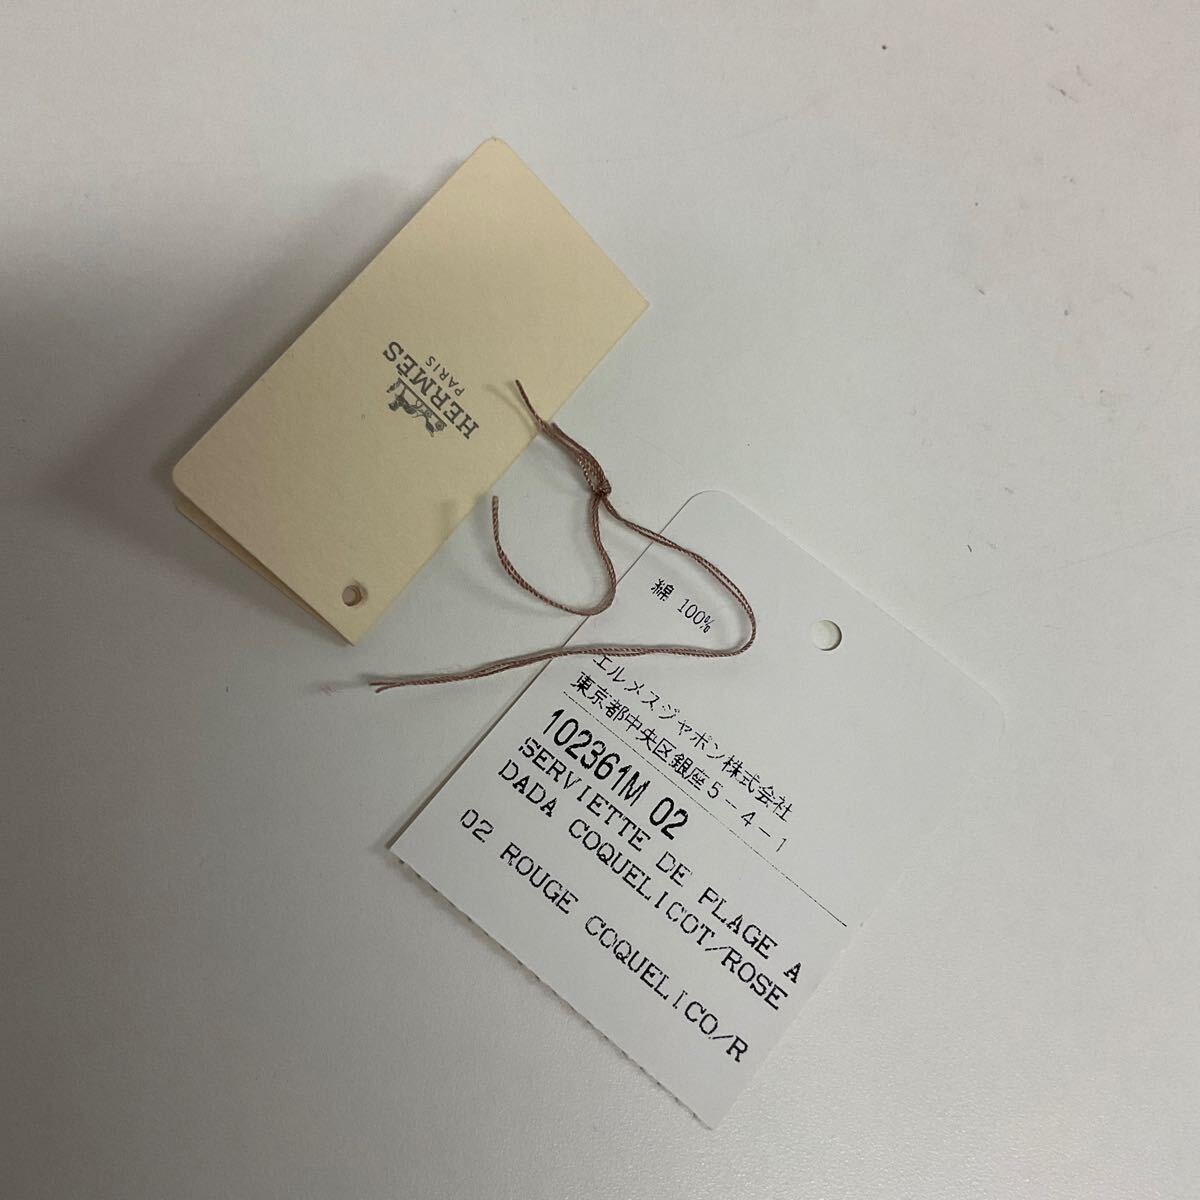 HERMÈS
PARIS
綿 100%
エルメスジャポン株式会社
東京都中央区銀座5-4-1
102361M 02
SERVIETTE DE PLAGE A
DADA COQUELICOT/ROSE
02 ROUGE COQUELICO/R